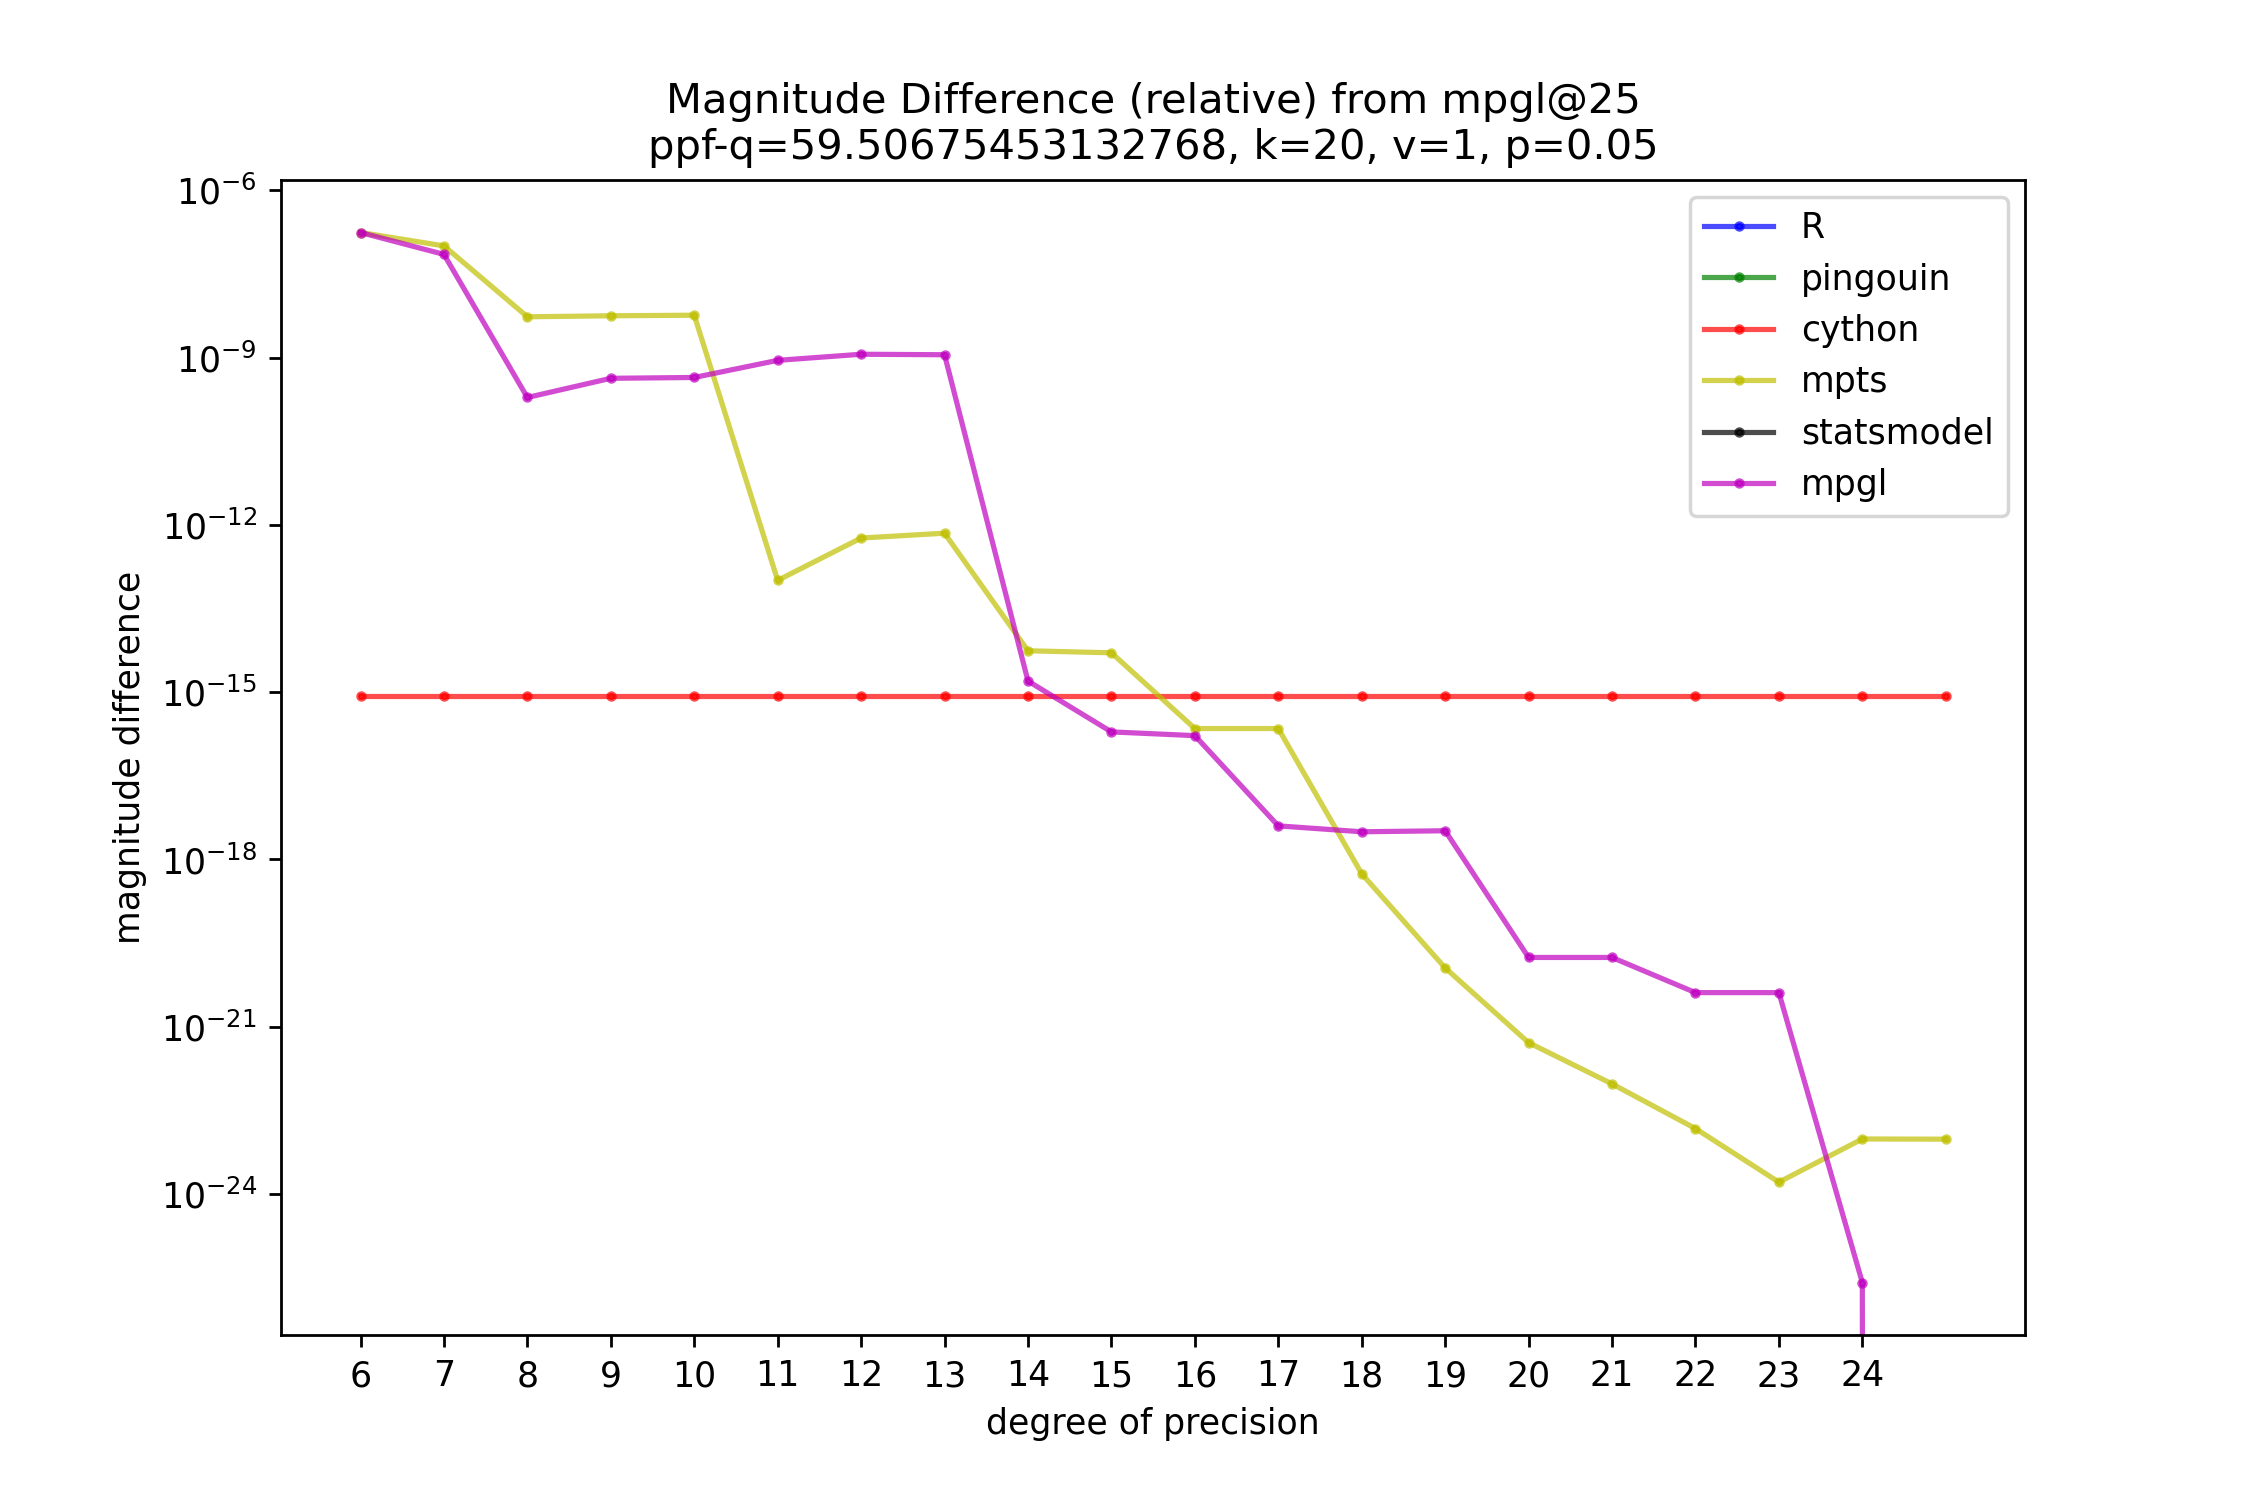 Magnitude Difference (relative) from mpgl@25
ppf-q=59.50675453132768, k=20, v=1, p=0.05
10⁻⁶
10⁻⁹
10⁻¹²
10⁻¹⁵
10⁻¹⁸
10⁻²¹
10⁻²⁴
magnitude difference
R
pingouin
cython
mpts
statsmodel
mpgl
6 7 8 9 10 11 12 13 14 15 16 17 18 19 20 21 22 23 24
degree of precision